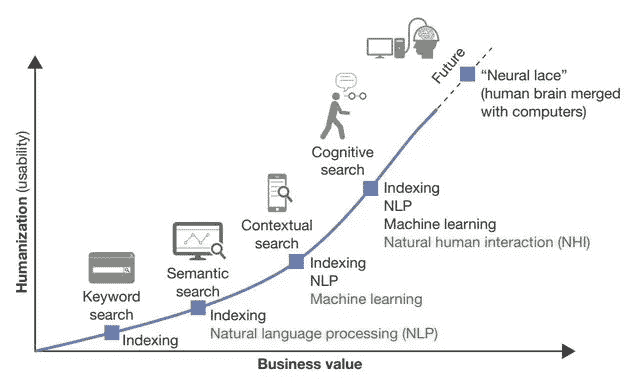 Humanization (usability)
Business value
Keyword
search
Indexing
Semantic
search
Indexing
Natural language processing (NLP)
Contextual
search
Indexing
NLP
Machine learning
Cognitive
search
Indexing
NLP
Machine learning
Natural human interaction (NHI)
Future
“Neural lace”
(human brain merged
with computers)